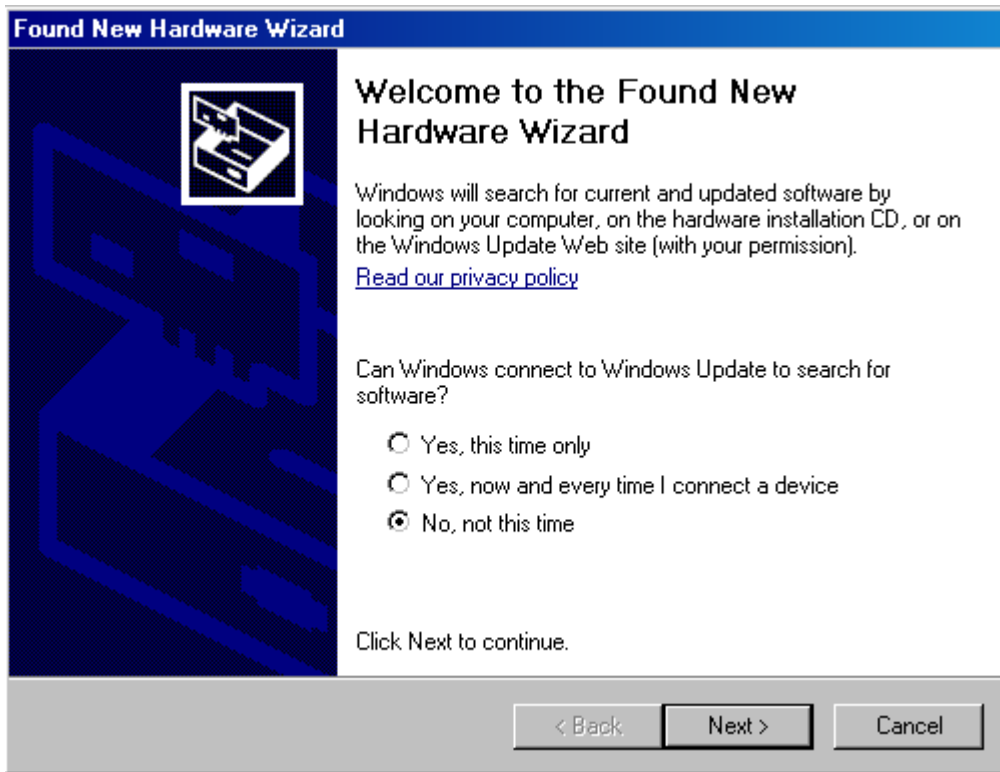 Found New Hardware Wizard
Welcome to the Found New
Hardware Wizard
Windows will search for current and updated software by
looking on your computer, on the hardware installation CD, or on
the Windows Update Web site (with your permission).
Read our privacy policy
Can Windows connect to Windows Update to search for
software?
Yes, this time only
Yes, now and every time I connect a device
No, not this time
Click Next to continue.
< Back
Next >
Cancel